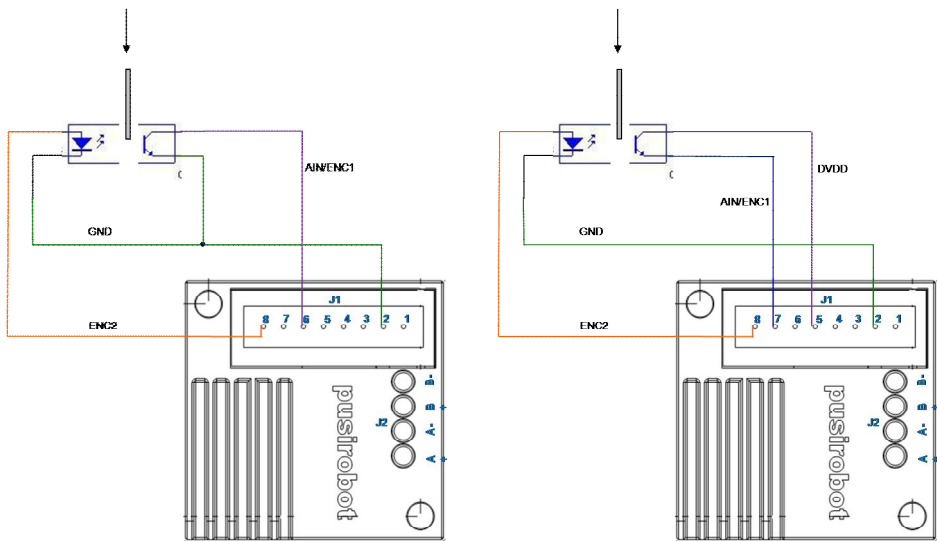 AIN/ENC1
GND
ENC2
J1
8 7 6 5 4 3 2 1
B-
B
+
J2
A-
A
+
pusirobot
DVDD
AIN/ENC1
GND
ENC2
J1
8 7 6 5 4 3 2 1
B-
B
+
J2
A-
A
+
pusirobot